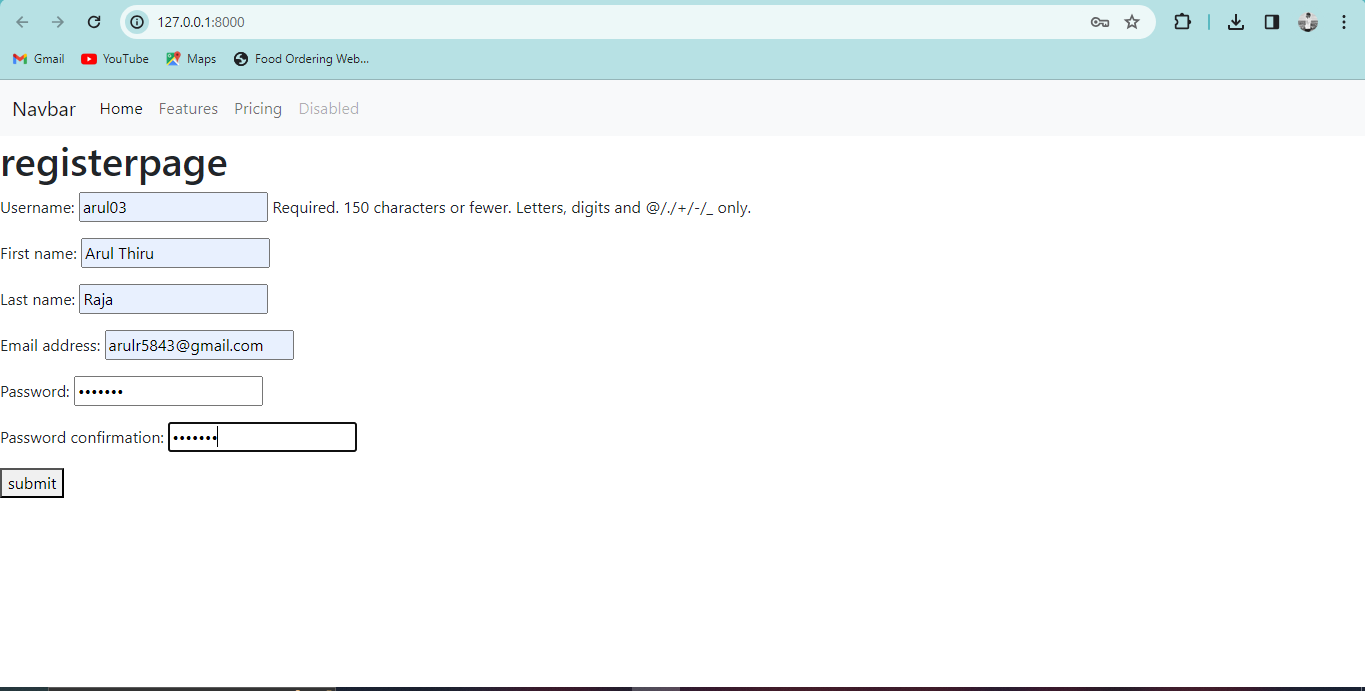 127.0.0.1:8000
Gmail YouTube Maps Food Ordering Web...
Navbar Home Features Pricing Disabled
registerpage
Username: arul03 Required. 150 characters or fewer. Letters, digits and @/./+/-/_ only.
First name: Arul Thiru
Last name: Raja
Email address: arulr5843@gmail.com
Password: •••••••
Password confirmation: •••••••
submit